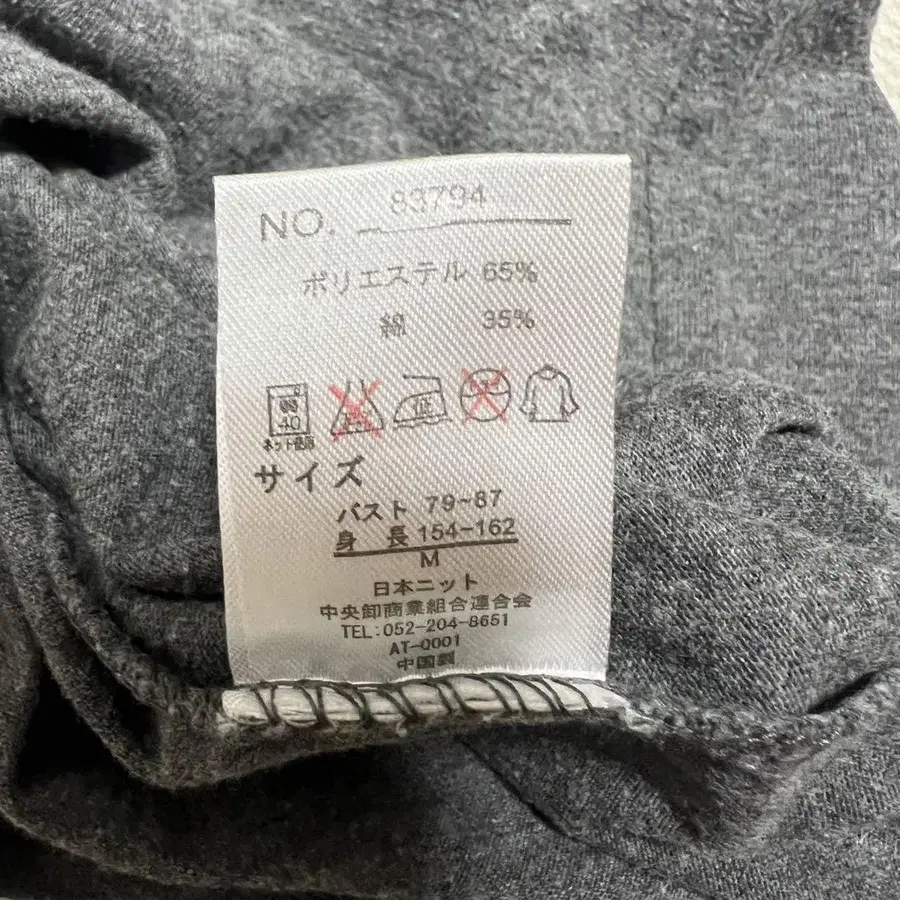 NO. 83794
ポリエステル 65%
綿 35%
40
ネット使用
低
サイズ
バスト 79-87
身 長 154-162
M
日本ニット
中央卸商業組合連合会
TEL:052-204-8651
AT-0001
中国製